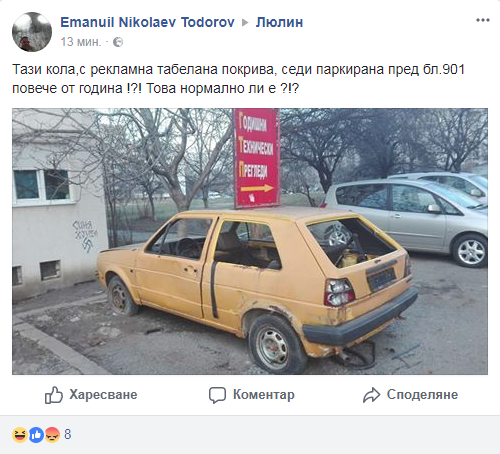 Emanuil Nikolaev Todorov ▸ Люлин
13 мин. ·
Тази кола,с рекламна табелана покрива, седи паркирана пред бл.901
повече от година !?! Това нормално ли е ?!?
Годишни
Технически
Прегледи
Харесване
Коментар
Споделяне
8